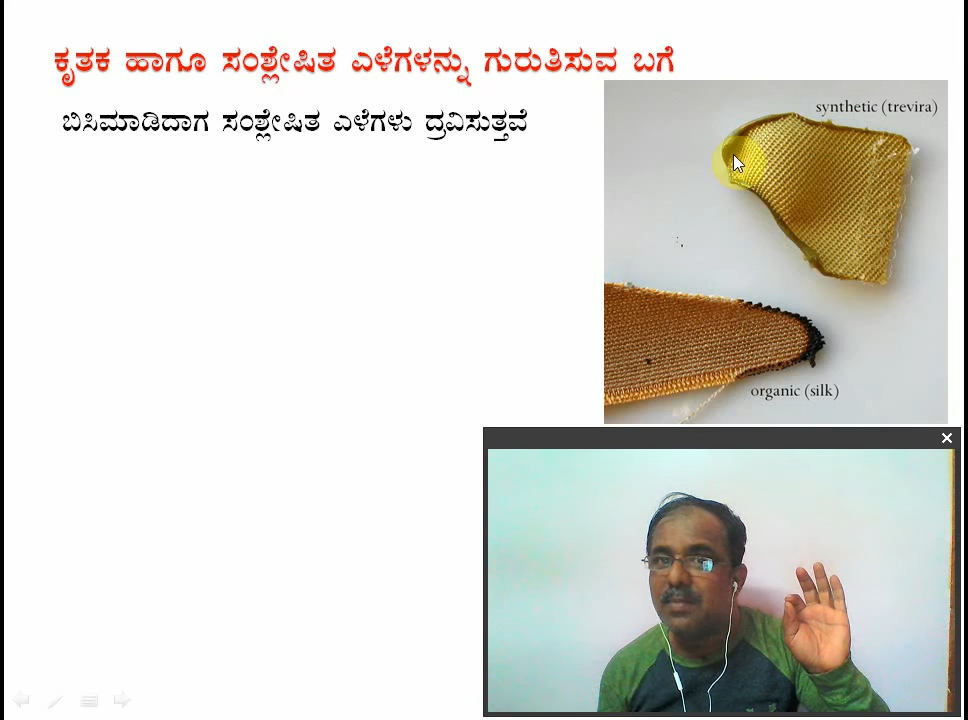 ಕೃತಕ ಹಾಗೂ ಸಂಶ್ಲೇಷಿತ ಎಳೆಗಳನ್ನು ಗುರುತಿಸುವ ಬಗೆ
ಬಿಸಿಮಾಡಿದಾಗ ಸಂಶ್ಲೇಷಿತ ಎಳೆಗಳು ದ್ರವಿಸುತ್ತವೆ
synthetic (trevira)
organic (silk)